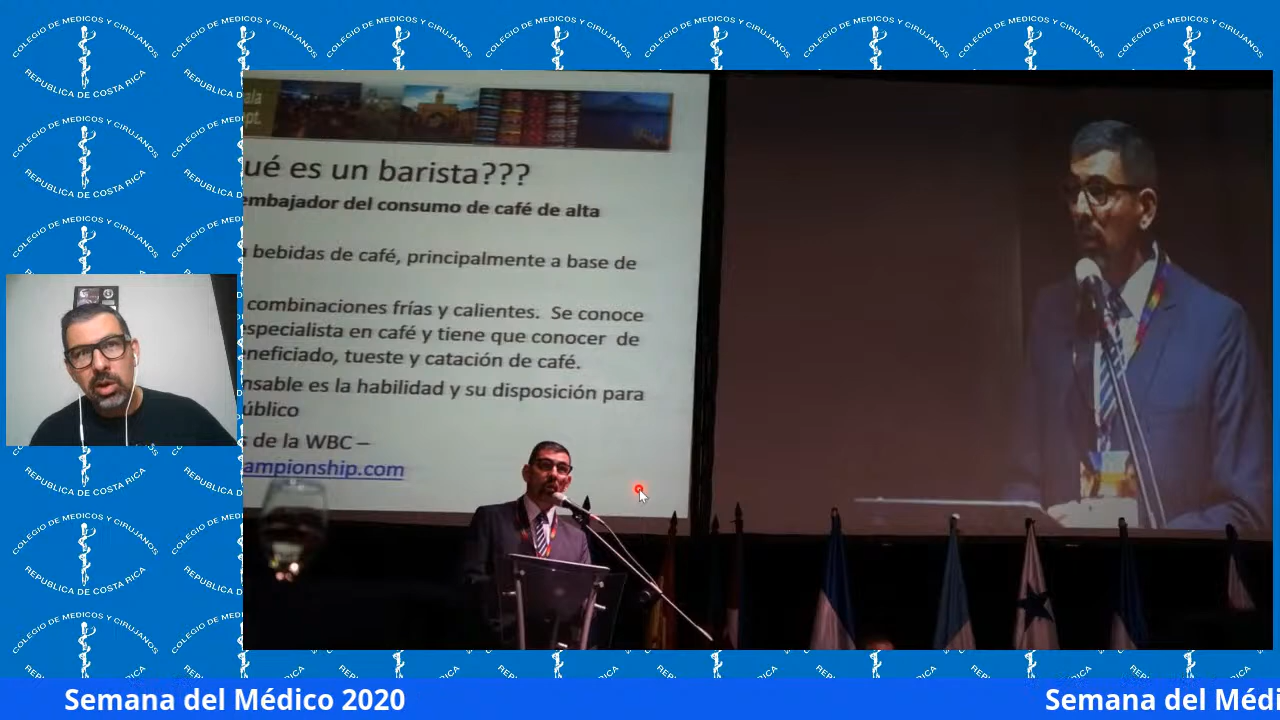 COLEGIO DE MEDICOS Y CIRUJANOS
REPUBLICA DE COSTA RICA
ala
pt.
ué es un barista???
embajador del consumo de café de alta
bebidas de café, principalmente a base de
combinaciones frías y calientes. Se conoce
specialista en café y tiene que conocer de
neficiado, tueste y catación de café.
nsable es la habilidad y su disposición para
úblico
s de la WBC –
ampionship.com
Semana del Médico 2020
Semana del Médi